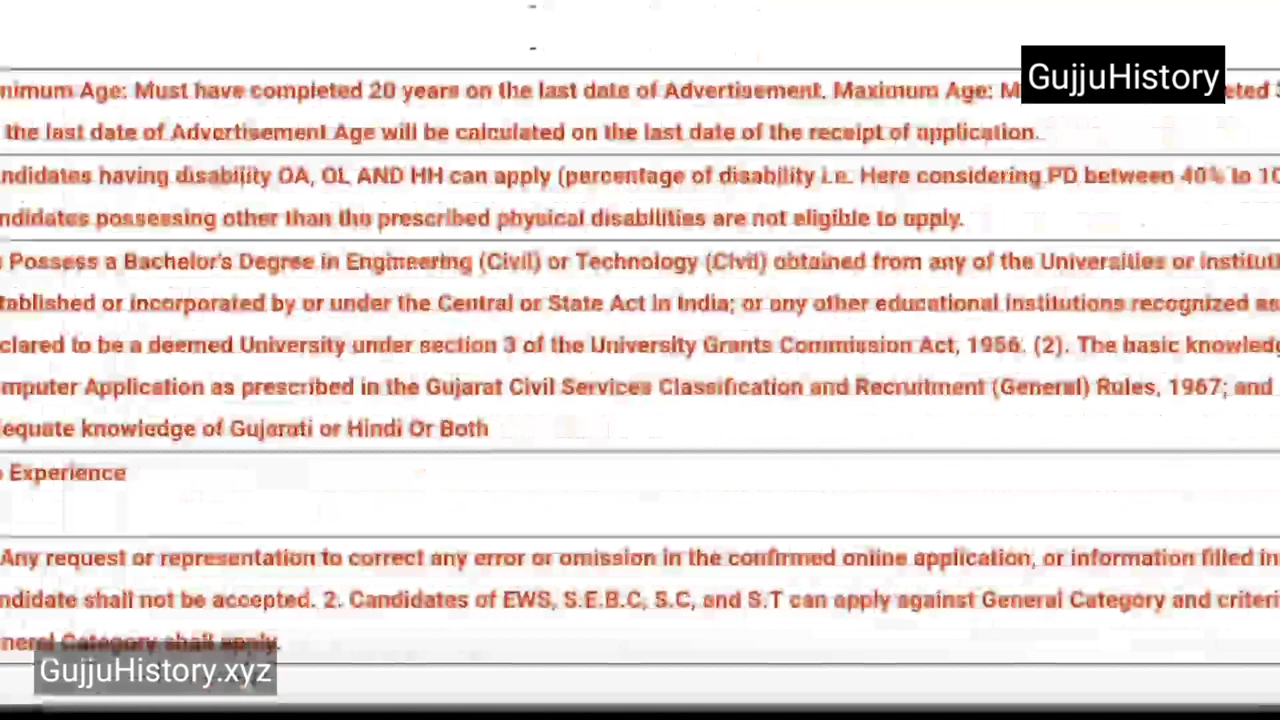 GujjuHistory
nimum Age: Must have completed 20 years on the last date of Advertisement. Maximum Age: M eted
the last date of Advertisement Age will be calculated on the last date of the receipt of application.
ndidates having disability OA, OL AND HH can apply (percentage of disability i.e. Here considering PD between 40% to 10
ndidates possessing other than the prescribed physical disabilities are not eligible to apply.
Possess a Bachelor's Degree in Engineering (Civil) or Technology (Civil) obtained from any of the Universities or institut
tablished or incorporated by or under the Central or State Act in India; or any other educational institutions recognized as
clared to be a deemed University under section 3 of the University Grants Commission Act, 1956. (2). The basic knowledg
mputer Application as prescribed in the Gujarat Civil Services Classification and Recruitment (General) Rules, 1967; and
equate knowledge of Gujarati or Hindi Or Both
Experience
Any request or representation to correct any error or omission in the confirmed online application, or information filled in
ndidate shall not be accepted. 2. Candidates of EWS, S.E.B.C, S.C, and S.T can apply against General Category and criteri
neral Category shall apply.
GujjuHistory.xyz